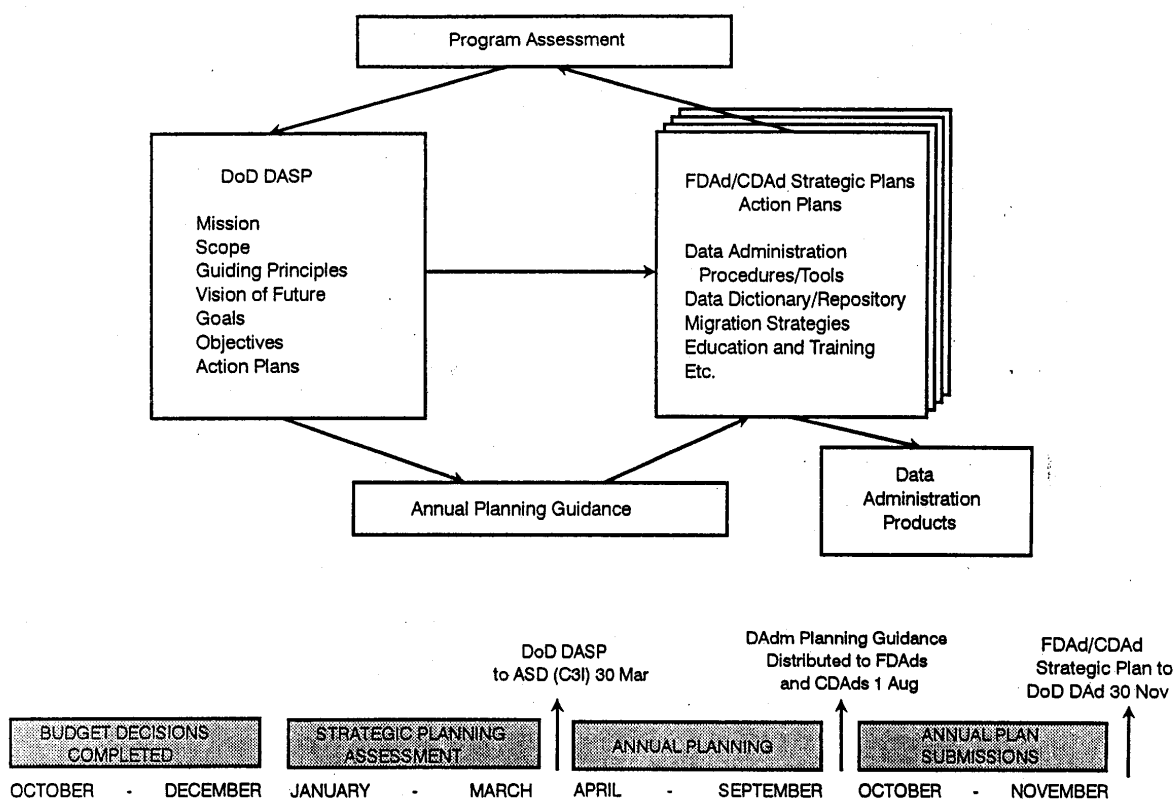 Program Assessment
DoD DASP
Mission
Scope
Guiding Principles
Vision of Future
Goals
Objectives
Action Plans
FDAd/CDAd Strategic Plans
Action Plans
Data Administration
Procedures/Tools
Data Dictionary/Repository
Migration Strategies
Education and Training
Etc.
Annual Planning Guidance
Data
Administration
Products
DoD DASP
to ASD (C3I) 30 Mar
DAdm Planning Guidance
Distributed to FDAds
and CDAds 1 Aug
FDAd/CDAd
Strategic Plan to
DoD DAd 30 Nov
BUDGET DECISIONS
COMPLETED
STRATEGIC PLANNING
ASSESSMENT
ANNUAL PLANNING
ANNUAL PLAN
SUBMISSIONS
OCTOBER - DECEMBER
JANUARY - MARCH
APRIL - SEPTEMBER
OCTOBER - NOVEMBER